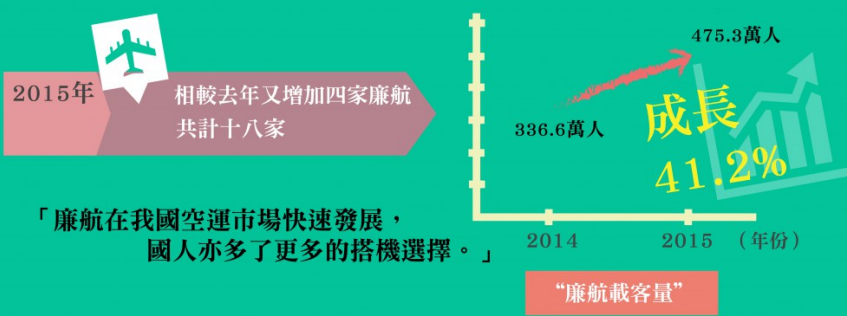 2015年
相較去年又增加四家廉航
共計十八家
「廉航在我國空運市場快速發展，
國人亦多了更多的搭機選擇。」
475.3萬人
336.6萬人
成長
41.2%
2014
2015
（年份）
“廉航載客量”